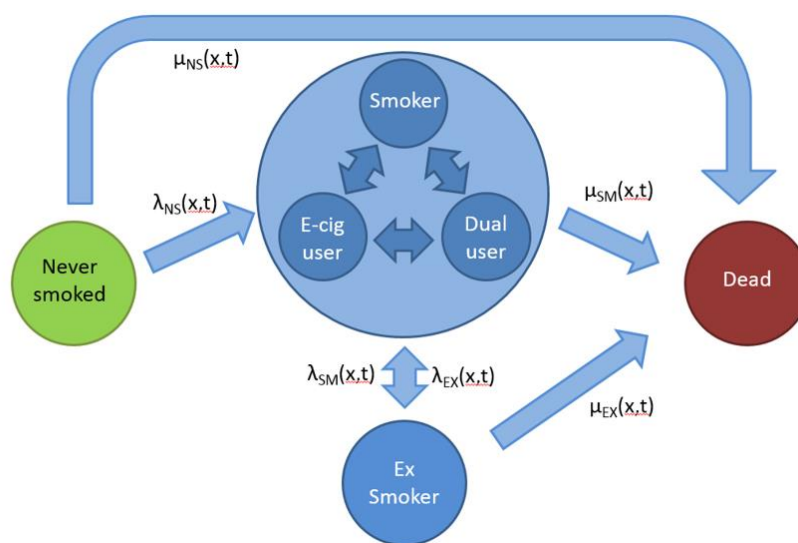 μNS(x,t)
Smoker
λNS(x,t)
μSM(x,t)
E-cig
user
Dual
user
Never
smoked
Dead
λSM(x,t)
λEX(x,t)
μEX(x,t)
Ex
Smoker